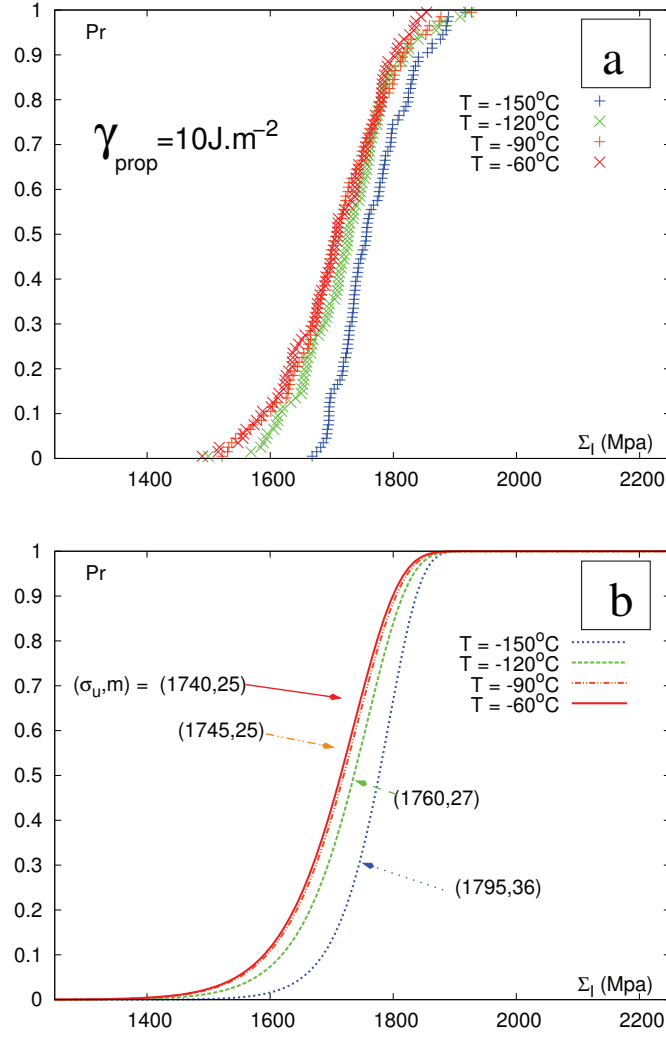 Pr
a
γprop=10J.m−2
T = -150°C
T = -120°C
T = -90°C
T = -60°C
1
0.9
0.8
0.7
0.6
0.5
0.4
0.3
0.2
0.1
0
ΣI (Mpa)
1400 1600 1800 2000 2200
Pr
b
T = -150°C
T = -120°C
T = -90°C
T = -60°C
(σu,m) = (1740,25)
(1745,25)
(1760,27)
(1795,36)
1
0.9
0.8
0.7
0.6
0.5
0.4
0.3
0.2
0.1
0
ΣI (Mpa)
1400 1600 1800 2000 2200